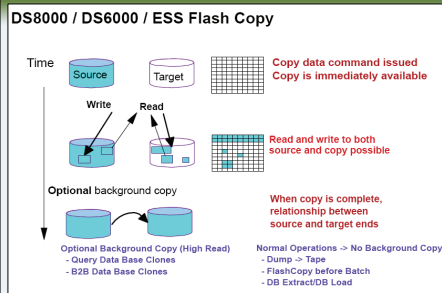 DS8000 / DS6000 / ESS Flash Copy
Time
Source
Target
Copy data command issued
Copy is immediately available
Write
Read
Read and write to both
source and copy possible
Optional background copy
When copy is complete,
relationship between
source and target ends
Optional Background Copy (High Read)
- Query Data Base Clones
- B2B Data Base Clones
Normal Operations -> No Background Copy
- Dump -> Tape
- FlashCopy before Batch
- DB Extract/DB Load